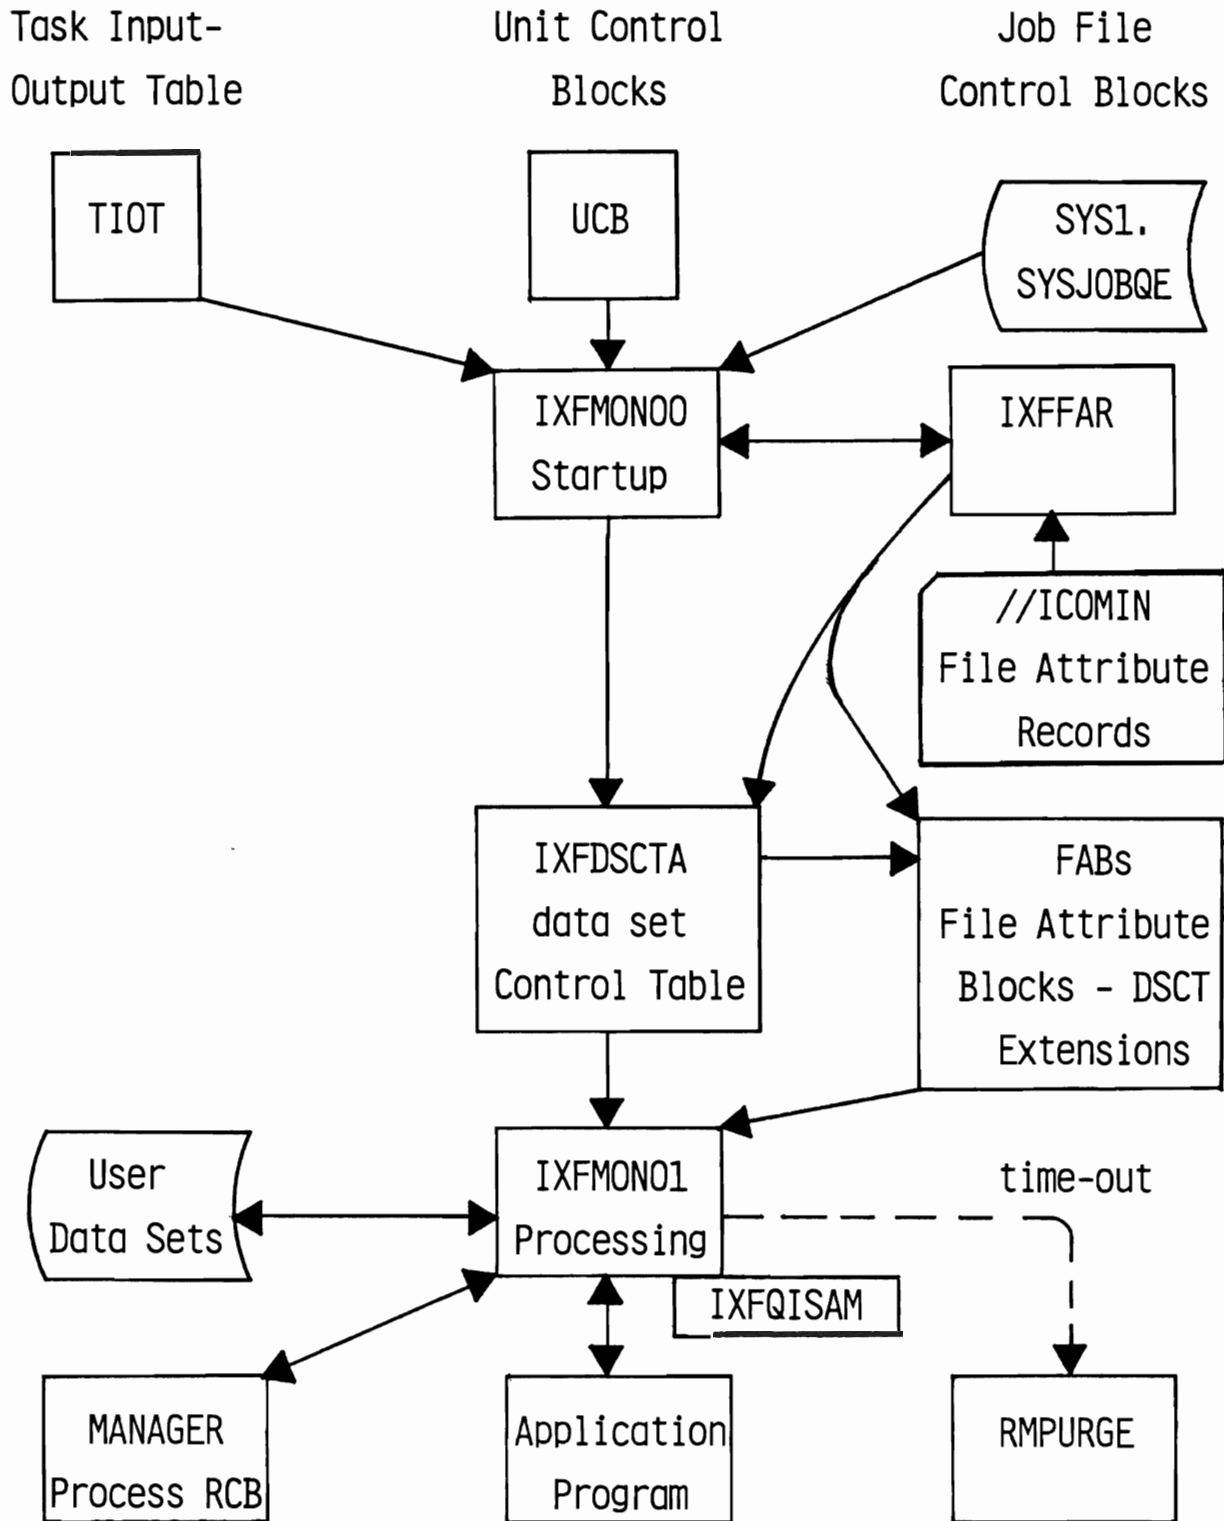 Task Input-
Output Table
Unit Control
Blocks
Job File
Control Blocks
TIOT
UCB
SYS1.
SYSJOBQE
IXFMON00
Startup
IXFFAR
//ICOMIN
File Attribute
Records
IXFDSCTA
data set
Control Table
FABs
File Attribute
Blocks - DSCT
Extensions
User
Data Sets
IXFMON01
Processing
time-out
IXFQISAM
MANAGER
Process RCB
Application
Program
RMPURGE